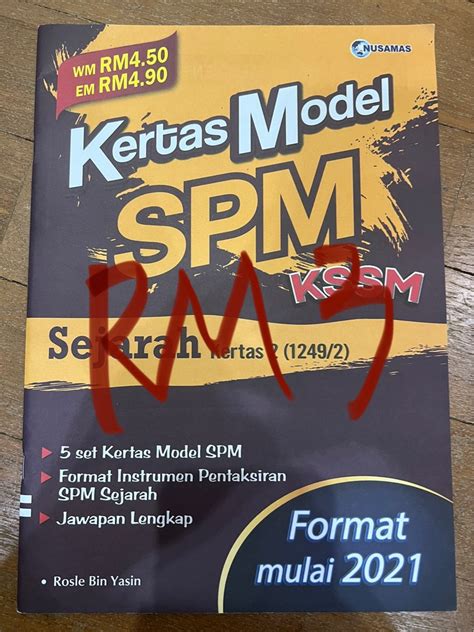 NUSAMAS
WM RM4.50
EM RM4.90
Kertas Model
SPM
KSSM
RM3
Sejarah Kertas 2 (1249/2)
5 set Kertas Model SPM
Format Instrumen Pentaksiran
SPM Sejarah
Jawapan Lengkap
Format
mulai 2021
• Rosle Bin Yasin